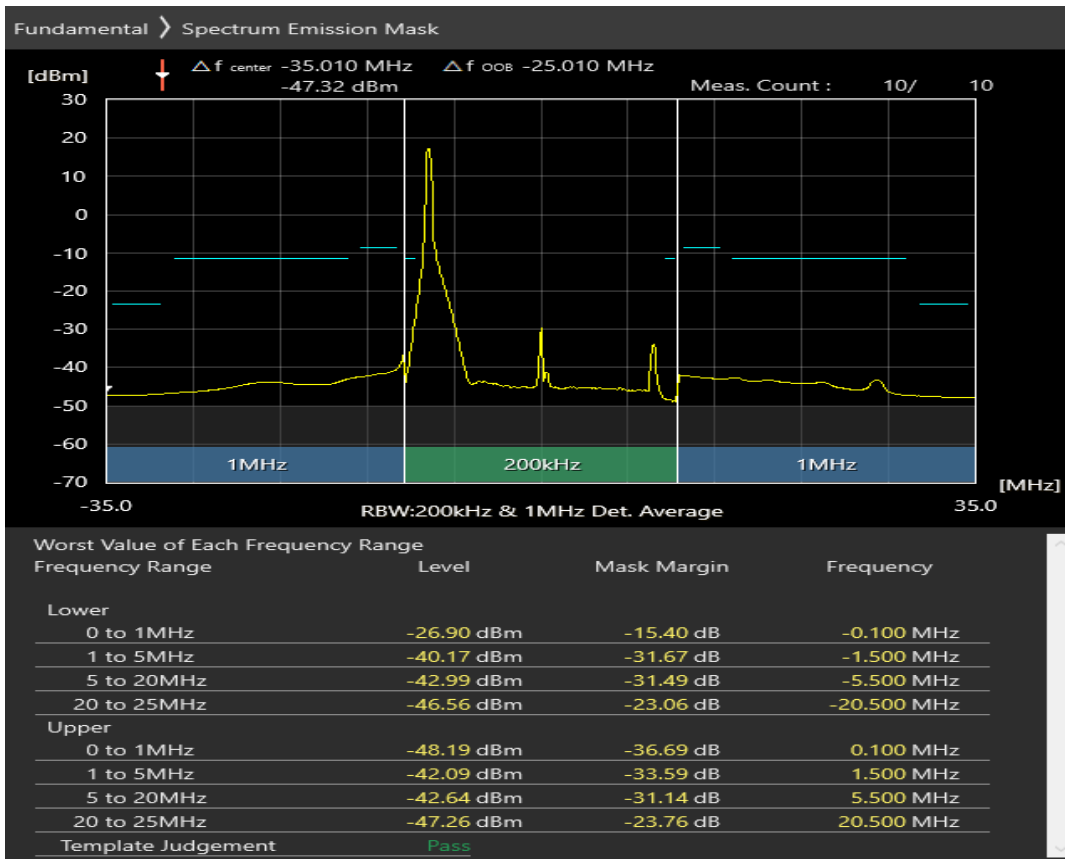 Fundamental ❯ Spectrum Emission Mask
△f center -35.010 MHz △f OOB -25.010 MHz
[dBm] -47.32 dBm Meas. Count : 10/ 10
30
20
10
0
-10
-20
-30
-40
-50
-60
1MHz 200kHz 1MHz
-70 [MHz]
-35.0 RBW:200kHz & 1MHz Det. Average 35.0
Worst Value of Each Frequency Range
Frequency Range Level Mask Margin Frequency
Lower
0 to 1MHz -26.90 dBm -15.40 dB -0.100 MHz
1 to 5MHz -40.17 dBm -31.67 dB -1.500 MHz
5 to 20MHz -42.99 dBm -31.49 dB -5.500 MHz
20 to 25MHz -46.56 dBm -23.06 dB -20.500 MHz
Upper
0 to 1MHz -48.19 dBm -36.69 dB 0.100 MHz
1 to 5MHz -42.09 dBm -33.59 dB 1.500 MHz
5 to 20MHz -42.64 dBm -31.14 dB 5.500 MHz
20 to 25MHz -47.26 dBm -23.76 dB 20.500 MHz
Template Judgement Pass